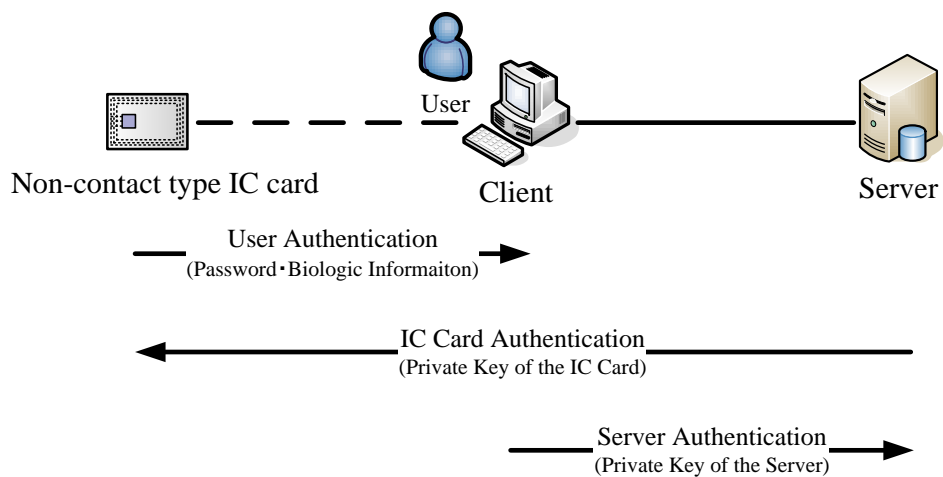 User
Non-contact type IC card
Client
Server
User Authentication
(Password・Biologic Informaiton)
IC Card Authentication
(Private Key of the IC Card)
Server Authentication
(Private Key of the Server)